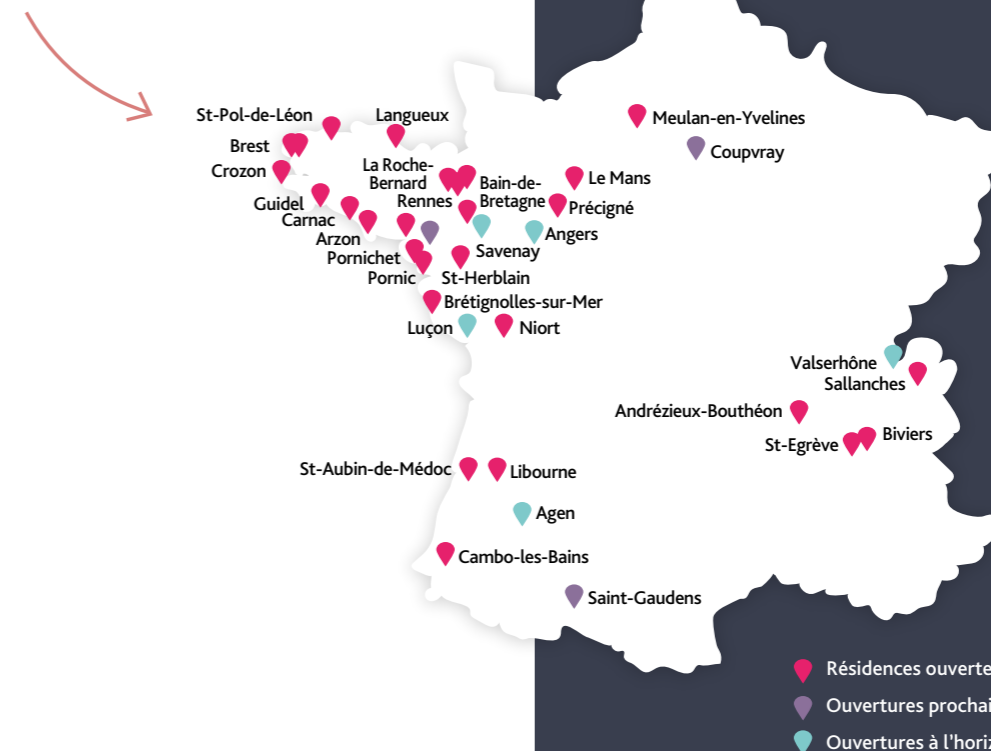 St-Pol-de-Léon
Langueux
Brest
Crozon
La Roche-
Bernard
Rennes
Bain-de-
Bretagne
Guidel
Carnac
Arzon
Pornichet
Pornic
Savenay
St-Herblain
Meulan-en-Yvelines
Coupvray
Le Mans
Précigné
Angers
Brétignolles-sur-Mer
Luçon
Niort
Valserhône
Sallanches
Andrézieux-Bouthéon
St-Egrève
Biviers
St-Aubin-de-Médoc
Libourne
Agen
Cambo-les-Bains
Saint-Gaudens
Résidences ouverte
Ouvertures prochai
Ouvertures à l'horiz